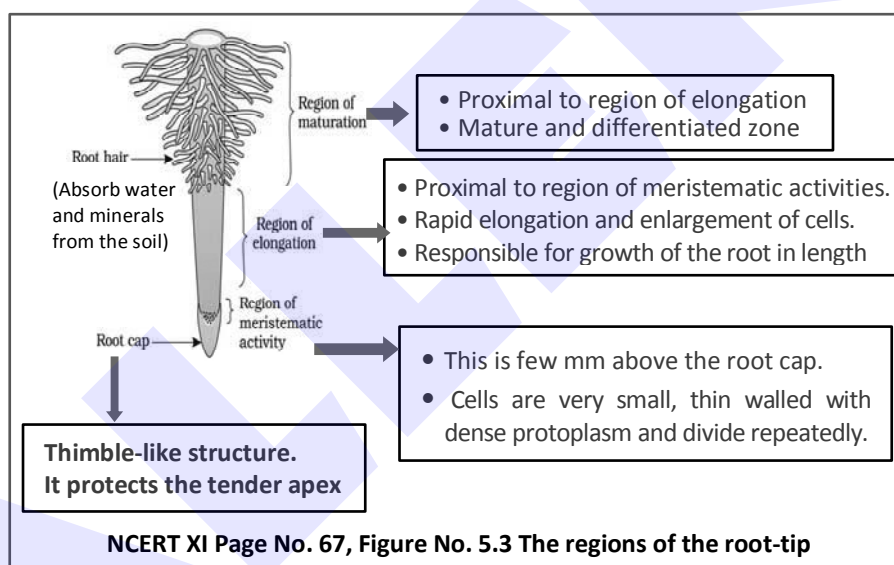 Region of
maturation
• Proximal to region of elongation
• Mature and differentiated zone
Root hair
(Absorb water
and minerals
from the soil)
Region of
elongation
• Proximal to region of meristematic activities.
• Rapid elongation and enlargement of cells.
• Responsible for growth of the root in length
Region of
meristematic
activity
Root cap
• This is few mm above the root cap.
• Cells are very small, thin walled with
dense protoplasm and divide repeatedly.
Thimble-like structure.
It protects the tender apex
NCERT XI Page No. 67, Figure No. 5.3 The regions of the root-tip